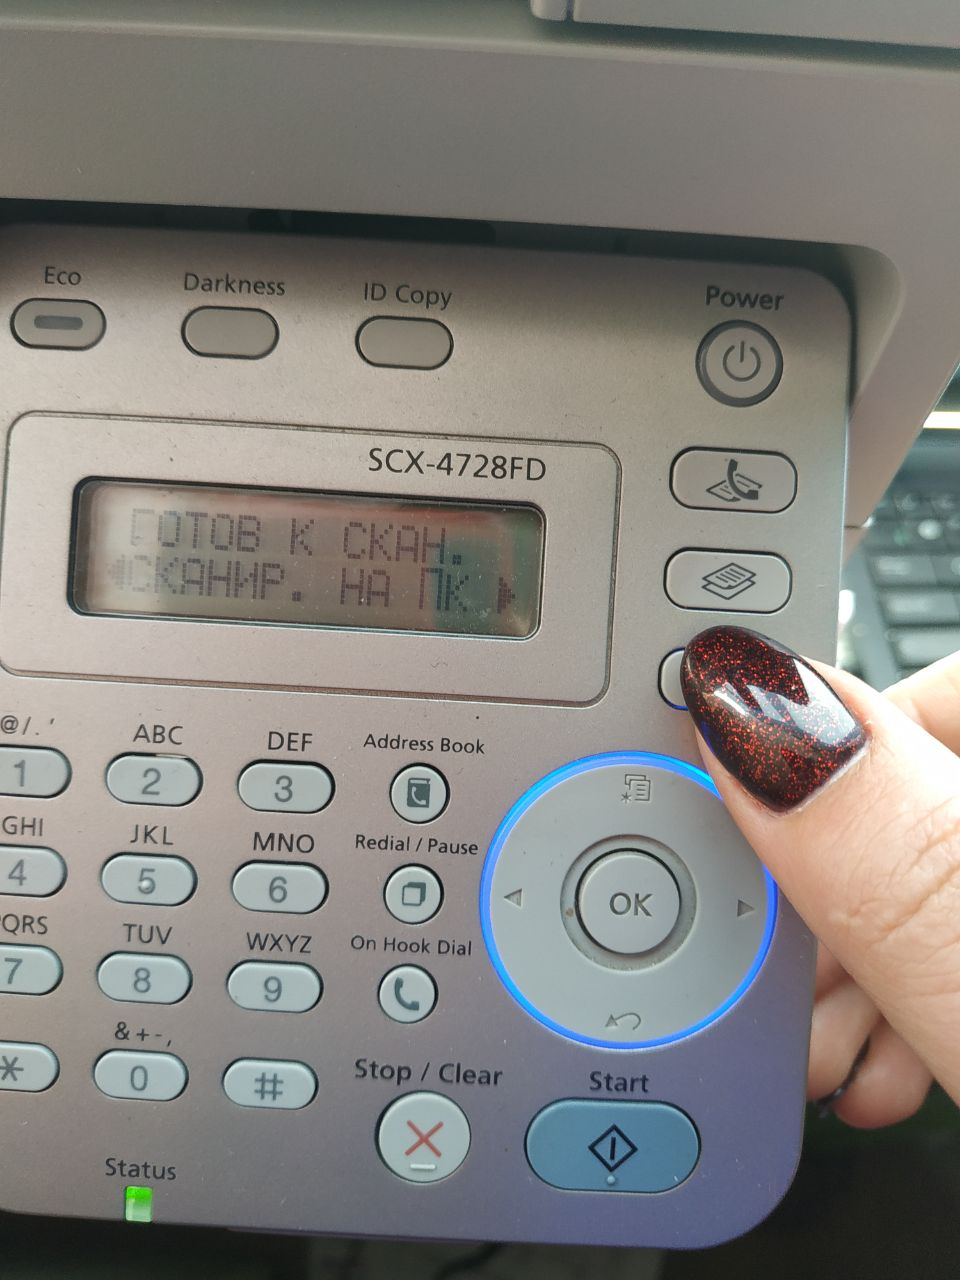 Eco
Darkness
ID Copy
Power
SCX-4728FD
ГОТОВ К СКАН.
СКАНИР. НА ПК
@/.'
ABC
DEF
Address Book
1
2
3
GHI
JKL
MNO
Redial / Pause
4
5
6
OK
PQRS
TUV
WXYZ
On Hook Dial
7
8
9
&+-,
*
0
#
Stop / Clear
Start
Status